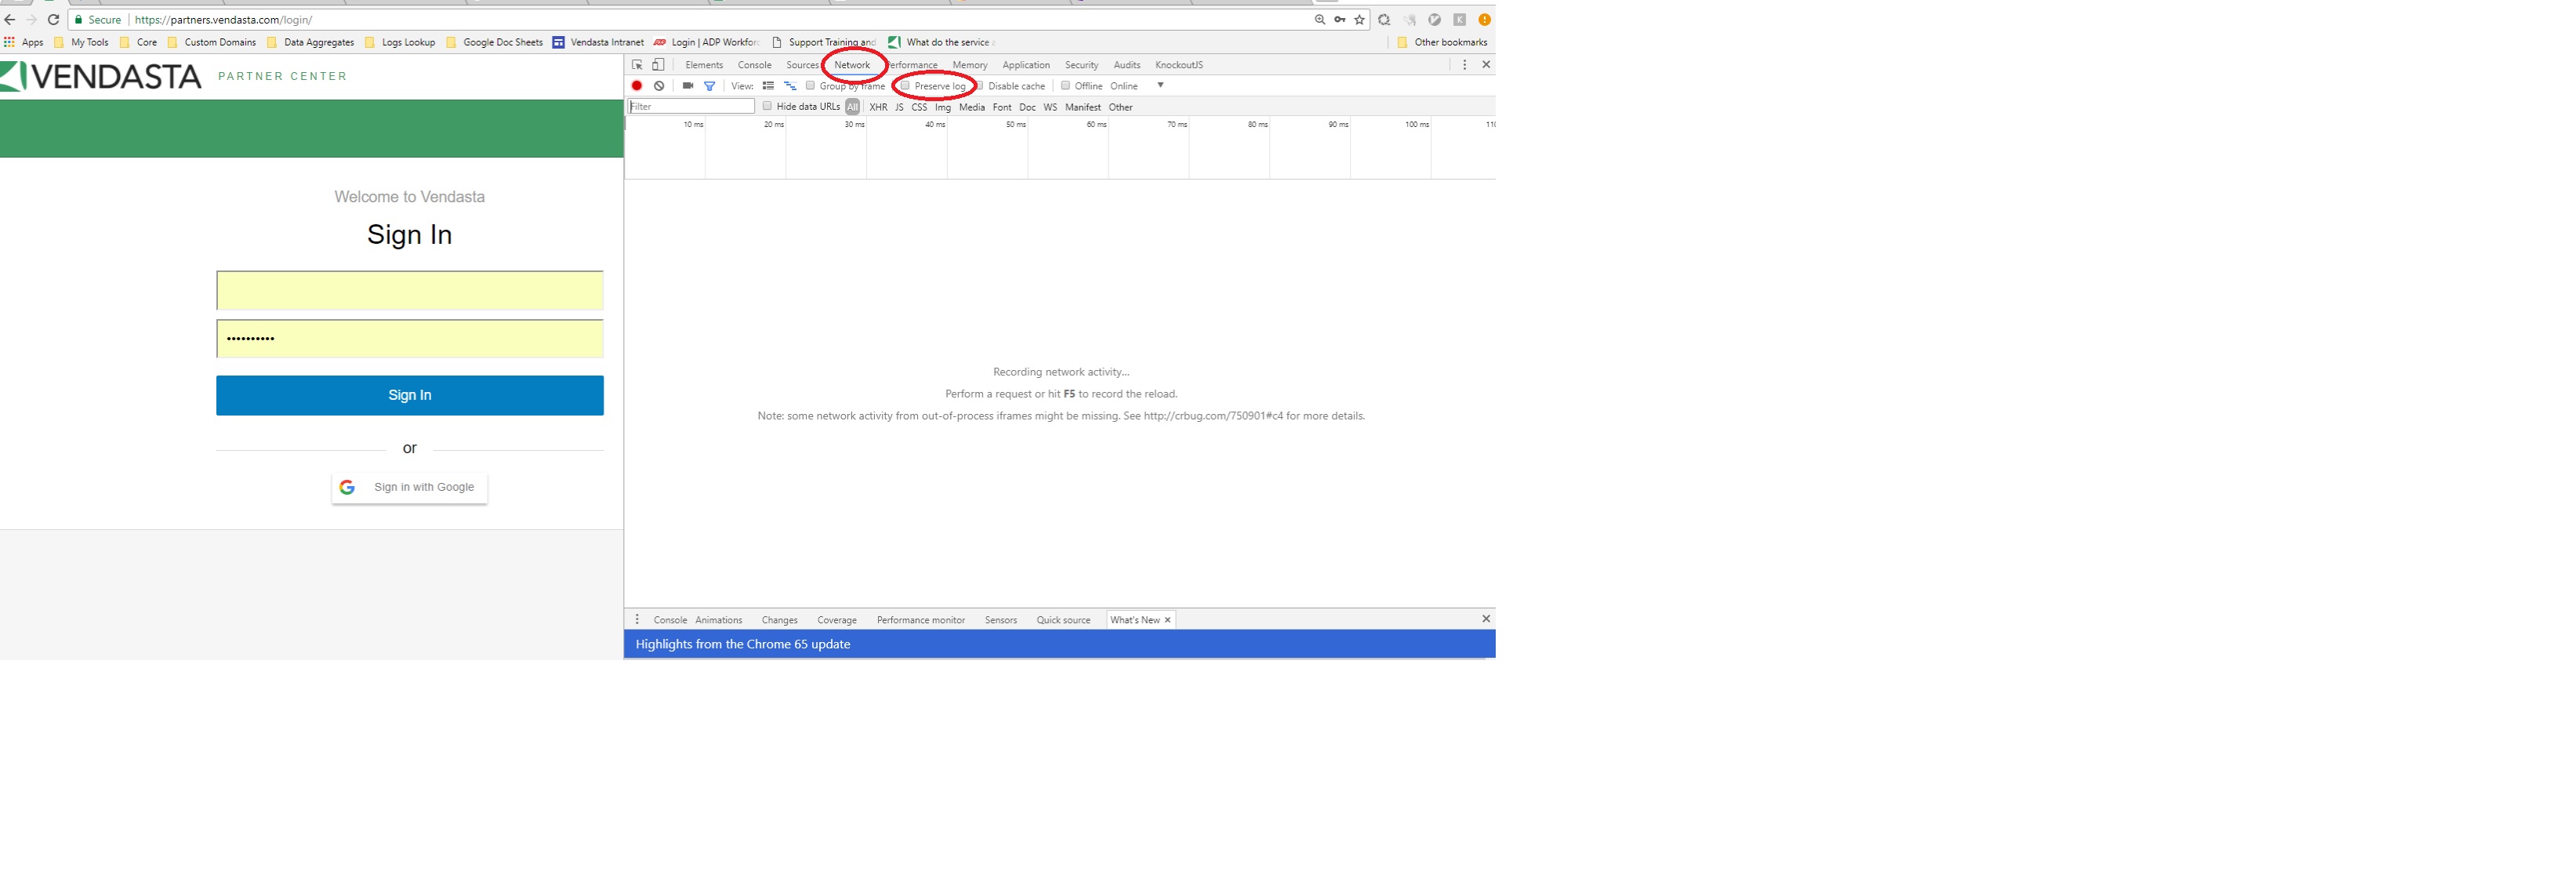 Secure | https://partners.vendasta.com/login/
Apps My Tools Core Custom Domains Data Aggregates Logs Lookup Google Doc Sheets Vendasta Intranet Login | ADP Workfor Support Training and What do the service Other bookmarks
VENDASTA PARTNER CENTER
Welcome to Vendasta
Sign In
••••••••••
Sign In
or
Sign in with Google
Elements Console Sources Network erformance Memory Application Security Audits KnockoutJS
View: Group by frame Preserve log Disable cache Offline Online
Filter Hide data URLs All XHR JS CSS Img Media Font Doc WS Manifest Other
10 ms 20 ms 30 ms 40 ms 50 ms 60 ms 70 ms 80 ms 90 ms 100 ms 110
Recording network activity...
Perform a request or hit F5 to record the reload.
Note: some network activity from out-of-process iframes might be missing. See http://crbug.com/750901#c4 for more details.
Console Animations Changes Coverage Performance monitor Sensors Quick source What's New ×
Highlights from the Chrome 65 update